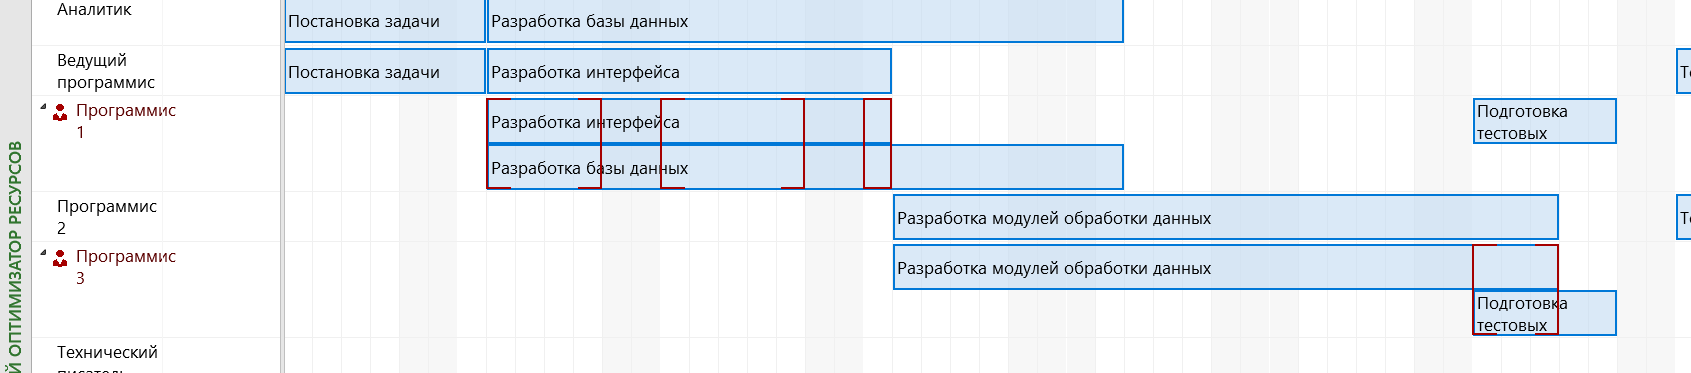 Аналитик
Постановка задачи
Разработка базы данных
Ведущий
программис
Постановка задачи
Разработка интерфейса
Программис
1
Разработка интерфейса
Разработка базы данных
Подготовка
тестовых
Программис
2
Разработка модулей обработки данных
Программис
3
Разработка модулей обработки данных
Подготовка
тестовых
Технический
писатель
Й ОПТИМИЗАТОР РЕСУРСОВ